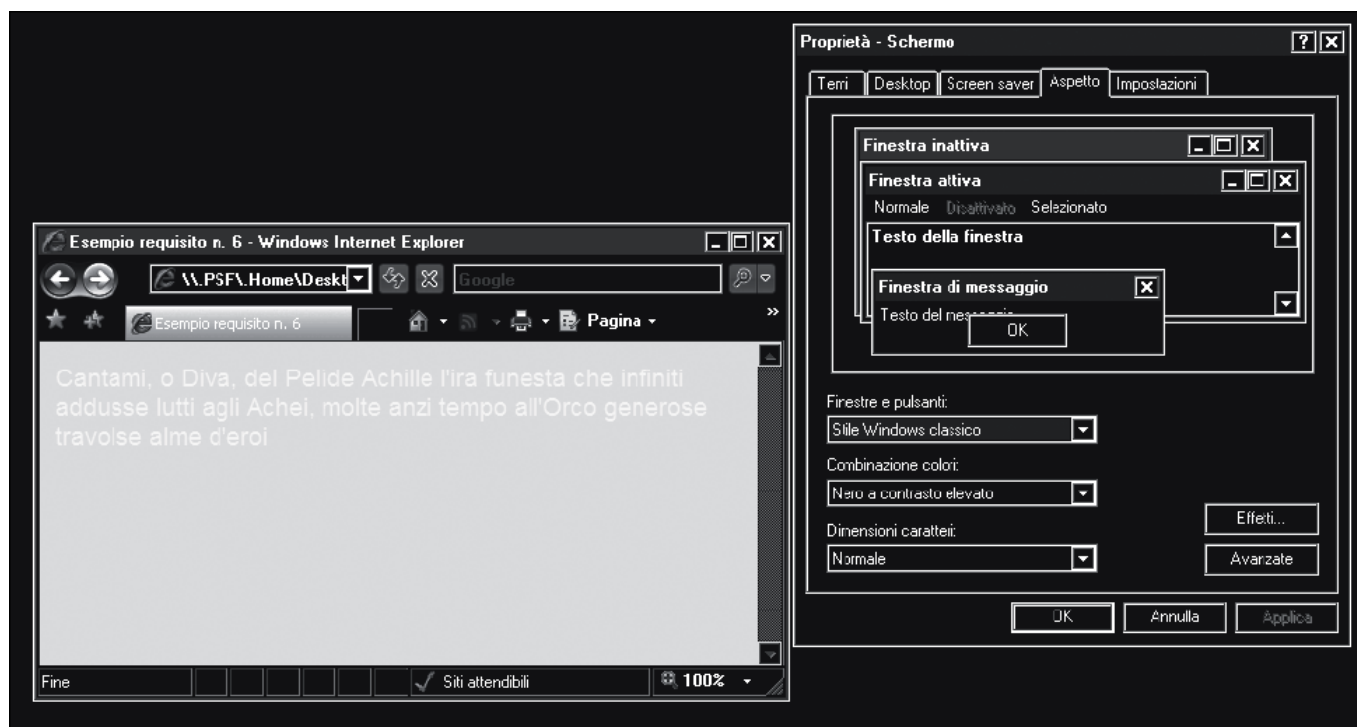 Esempio requisito n. 6 - Windows Internet Explorer
\\.PSF\.Home\Deskt
Google
Esempio requisito n. 6
Pagina
»
Cantami, o Diva, del Pelide Achille l'ira funesta che infiniti
addusse lutti agli Achei, molte anzi tempo all'Orco generose
travolse alme d'eroi
Fine
Siti attendibili
100%
Proprietà - Schermo
Temi
Desktop
Screen saver
Aspetto
Impostazioni
Finestra inattiva
Finestra attiva
Normale Disattivato Selezionato
Testo della finestra
Finestra di messaggio
Testo del
OK
Finestre e pulsanti:
Stile Windows classico
Combinazione colori:
Nero a contrasto elevato
Dimensioni caratteri:
Normale
Effetti...
Avanzate
OK
Annulla
Applica